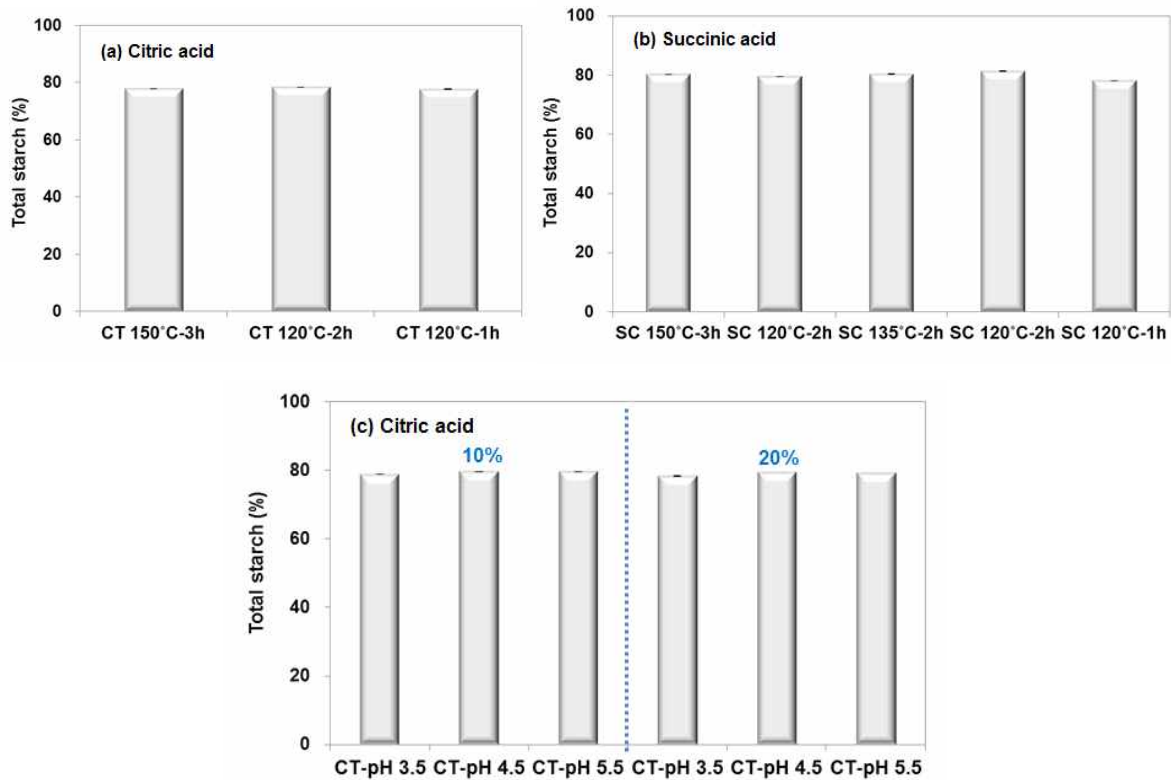 (a) Citric acid
Total starch (%)
100
80
60
40
20
0
CT 150°C-3h CT 120°C-2h CT 120°C-1h
(b) Succinic acid
Total starch (%)
100
80
60
40
20
0
SC 150°C-3h SC 120°C-2h SC 135°C-2h SC 120°C-2h SC 120°C-1h
(c) Citric acid
Total starch (%)
100
80
60
40
20
0
10% 20%
CT-pH 3.5 CT-pH 4.5 CT-pH 5.5 CT-pH 3.5 CT-pH 4.5 CT-pH 5.5